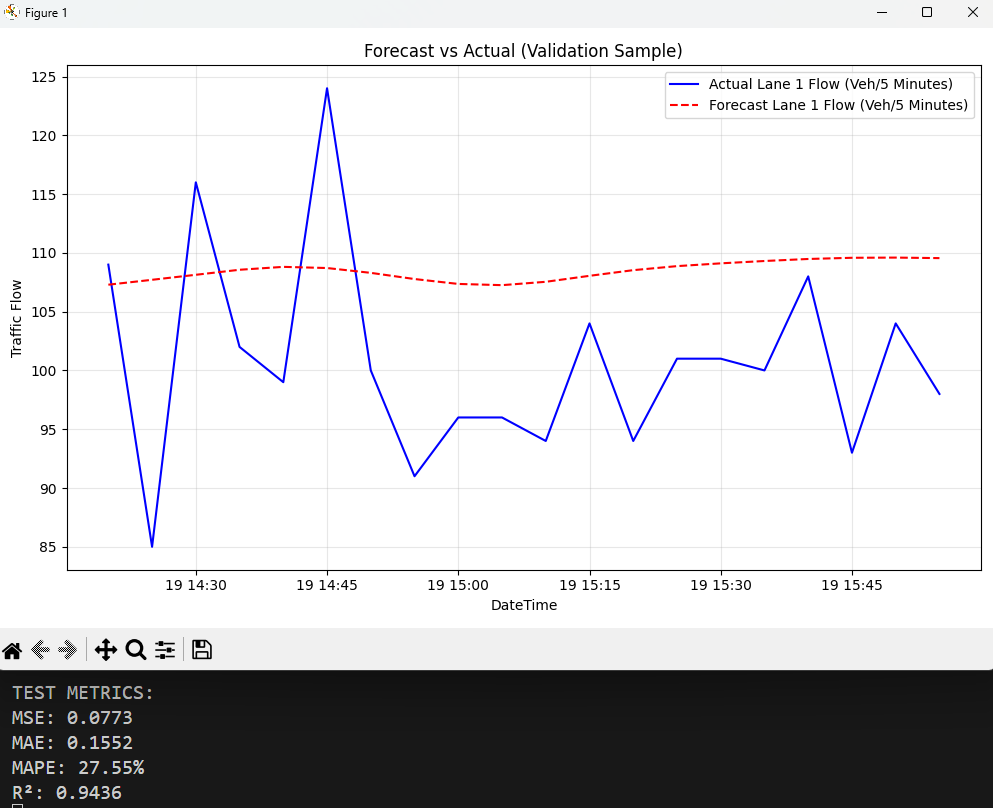 Figure 1
Forecast vs Actual (Validation Sample)
Actual Lane 1 Flow (Veh/5 Minutes)
Forecast Lane 1 Flow (Veh/5 Minutes)
125
120
115
110
105
100
95
90
85
Traffic Flow
19 14:30 19 14:45 19 15:00 19 15:15 19 15:30 19 15:45
DateTime
TEST METRICS:
MSE: 0.0773
MAE: 0.1552
MAPE: 27.55%
R²: 0.9436